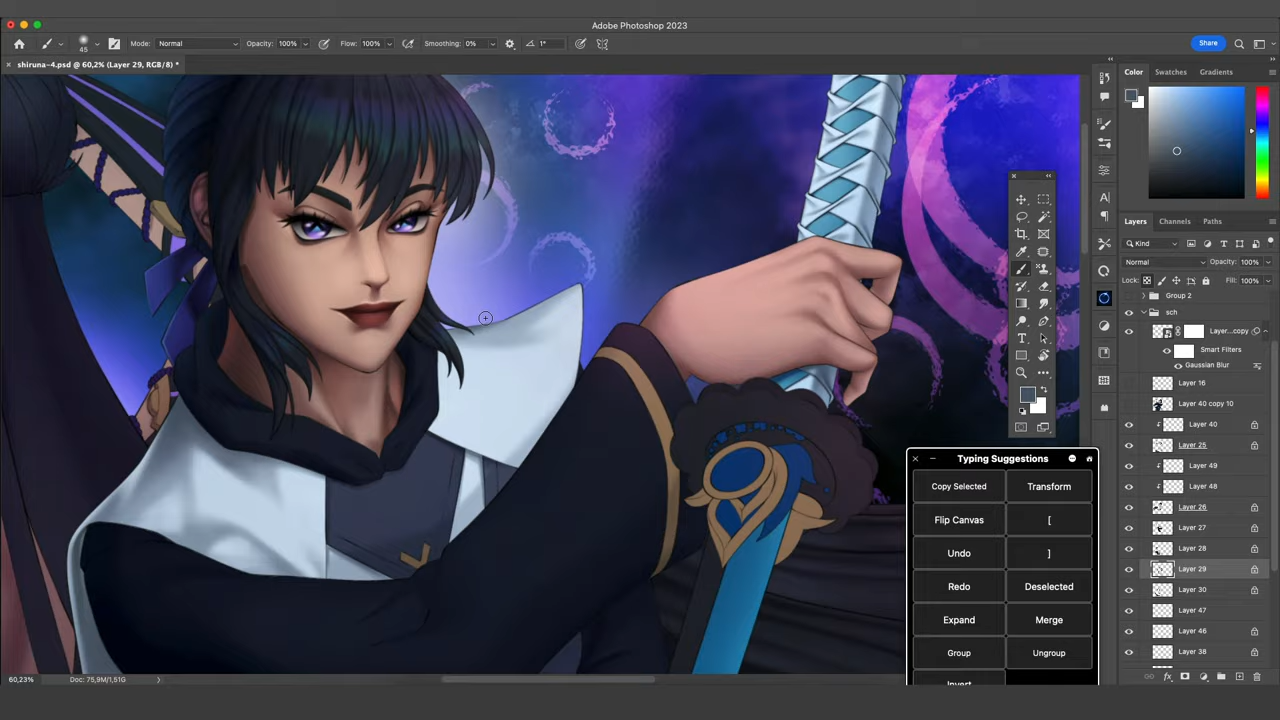 Adobe Photoshop 2023
45
Mode: Normal Opacity: 100% Flow: 100% Smoothing: 0% 1° Share
shiruna-4.psd @ 60,2% (Layer 29, RGB/8) *
Color Swatches Gradients
Layers Channels Paths
Kind
Normal Opacity: 100%
Lock: Fill: 100%
Group 2
sch
Layer...copy
Smart Filters
Gaussian Blur
Layer 16
Layer 40 copy 10
Layer 40
Layer 25
Layer 49
Layer 48
Layer 26
Layer 27
Layer 28
Layer 29
Layer 30
Layer 47
Layer 46
Layer 38
Typing Suggestions
Copy Selected Transform
Flip Canvas [
Undo ]
Redo Deselected
Expand Merge
Group Ungroup
Invert
60,23% Doc: 75,9M/1,51G